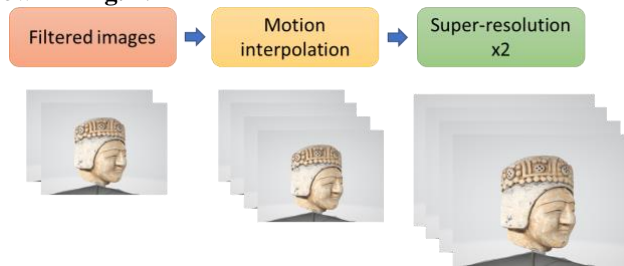 Filtered images
Motion
interpolation
Super-resolution
x2